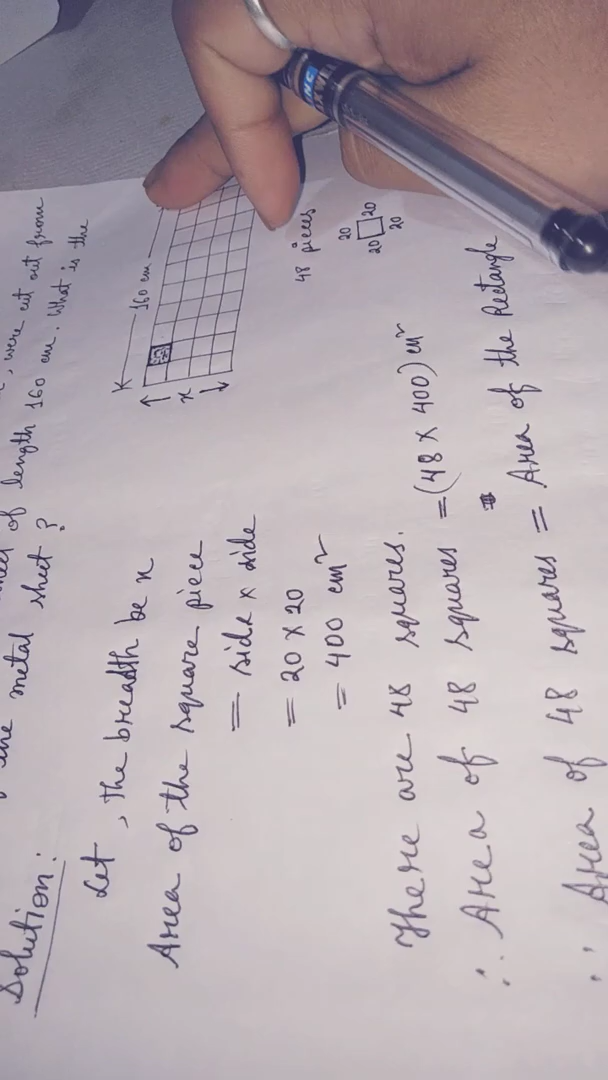 , were cut out from
of length 160 cm. What is the
metal sheet?
Solution:
Let, the breadth be x
Area of the square piece
= side x side
= 20 x 20
= 400 cm²
There are 48 squares.
∴ Area of 48 squares = (48 x 400) cm²
∴ Area of 48 squares = Area of the Rectangle
K 160 cm
x
48 pieces
20
20 20
20